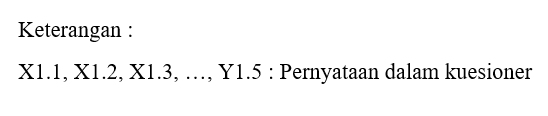 Keterangan :
X1.1, X1.2, X1.3, …, Y1.5 : Pernyataan dalam kuesioner